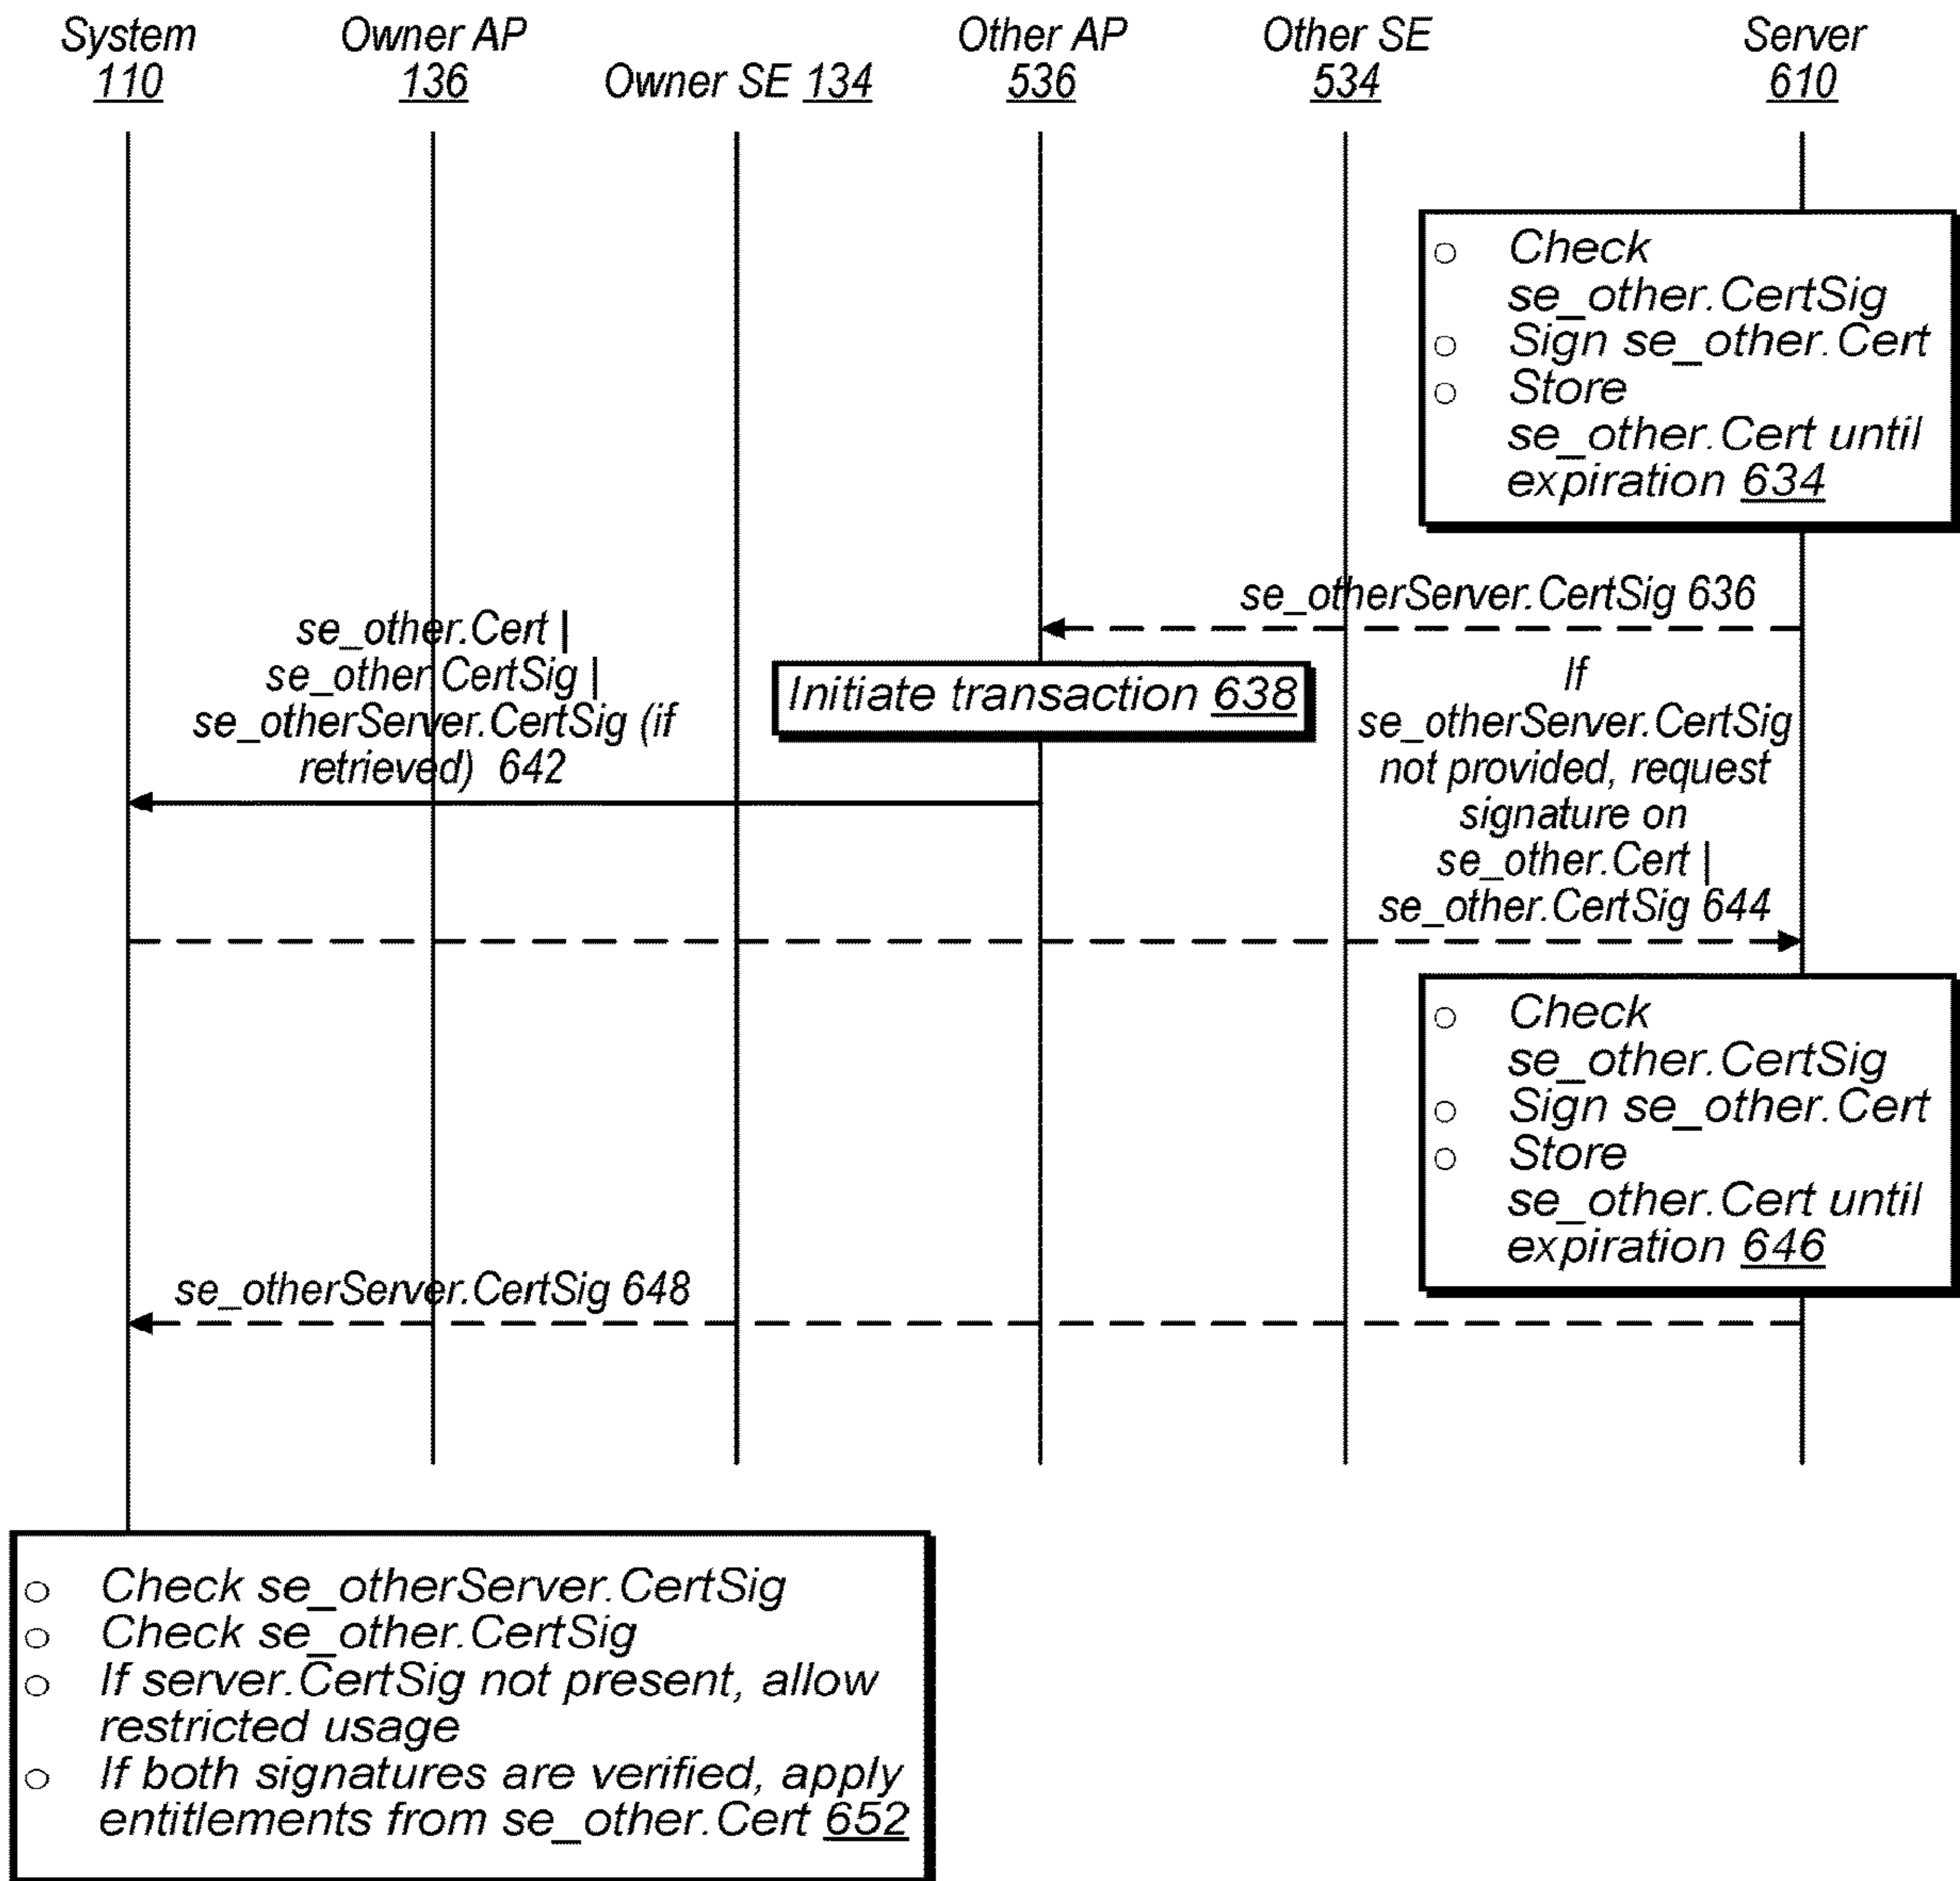 System
110
Owner AP
136
Owner SE 134
Other AP
536
Other SE
534
Server
610
○ Check
se_other.CertSig
○ Sign se_other.Cert
○ Store
se_other.Cert until
expiration 634
se_otherServer.CertSig 636
se_other.Cert |
se_other.CertSig |
se_otherServer.CertSig (if
retrieved) 642
Initiate transaction 638
If
se_otherServer.CertSig
not provided, request
signature on
se_other.Cert |
se_other.CertSig 644
○ Check
se_other.CertSig
○ Sign se_other.Cert
○ Store
se_other.Cert until
expiration 646
se_otherServer.CertSig 648
○ Check se_otherServer.CertSig
○ Check se_other.CertSig
○ If server.CertSig not present, allow
restricted usage
○ If both signatures are verified, apply
entitlements from se_other.Cert 652